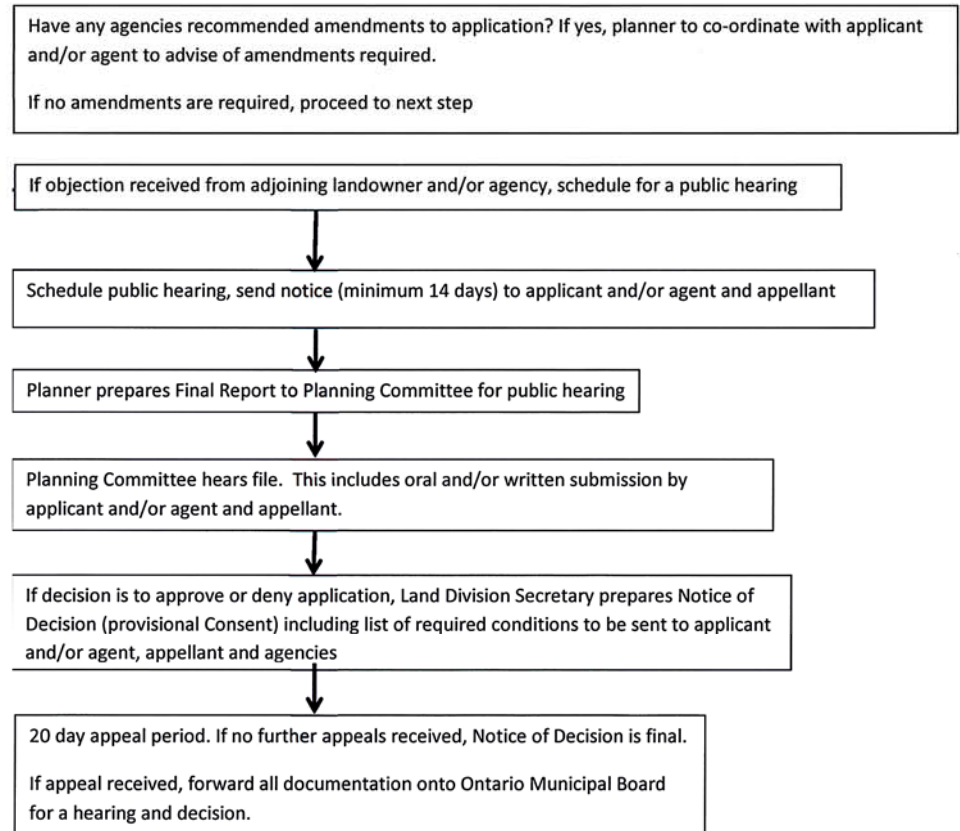 Have any agencies recommended amendments to application? If yes, planner to co-ordinate with applicant
and/or agent to advise of amendments required.
If no amendments are required, proceed to next step
If objection received from adjoining landowner and/or agency, schedule for a public hearing
Schedule public hearing, send notice (minimum 14 days) to applicant and/or agent and appellant
Planner prepares Final Report to Planning Committee for public hearing
Planning Committee hears file. This includes oral and/or written submission by
applicant and/or agent and appellant.
If decision is to approve or deny application, Land Division Secretary prepares Notice of
Decision (provisional Consent) including list of required conditions to be sent to applicant
and/or agent, appellant and agencies
20 day appeal period. If no further appeals received, Notice of Decision is final.
If appeal received, forward all documentation onto Ontario Municipal Board
for a hearing and decision.